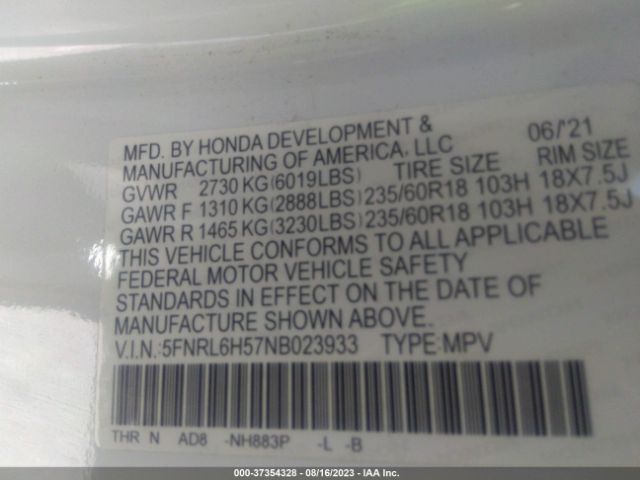 MFD. BY HONDA DEVELOPMENT & 06/'21
MANUFACTURING OF AMERICA, LLC
GVWR 2730 KG(6019LBS) TIRE SIZE RIM SIZE
GAWR F 1310 KG(2888LBS) 235/60R18 103H 18X7.5J
GAWR R 1465 KG(3230LBS) 235/60R18 103H 18X7.5J
THIS VEHICLE CONFORMS TO ALL APPLICABLE
FEDERAL MOTOR VEHICLE SAFETY
STANDARDS IN EFFECT ON THE DATE OF
MANUFACTURE SHOWN ABOVE.
V.I.N.:5FNRL6H57NB023933 TYPE:MPV
THR N AD8 -NH883P -L -B
000-37354328 - 08/16/2023 - IAA Inc.